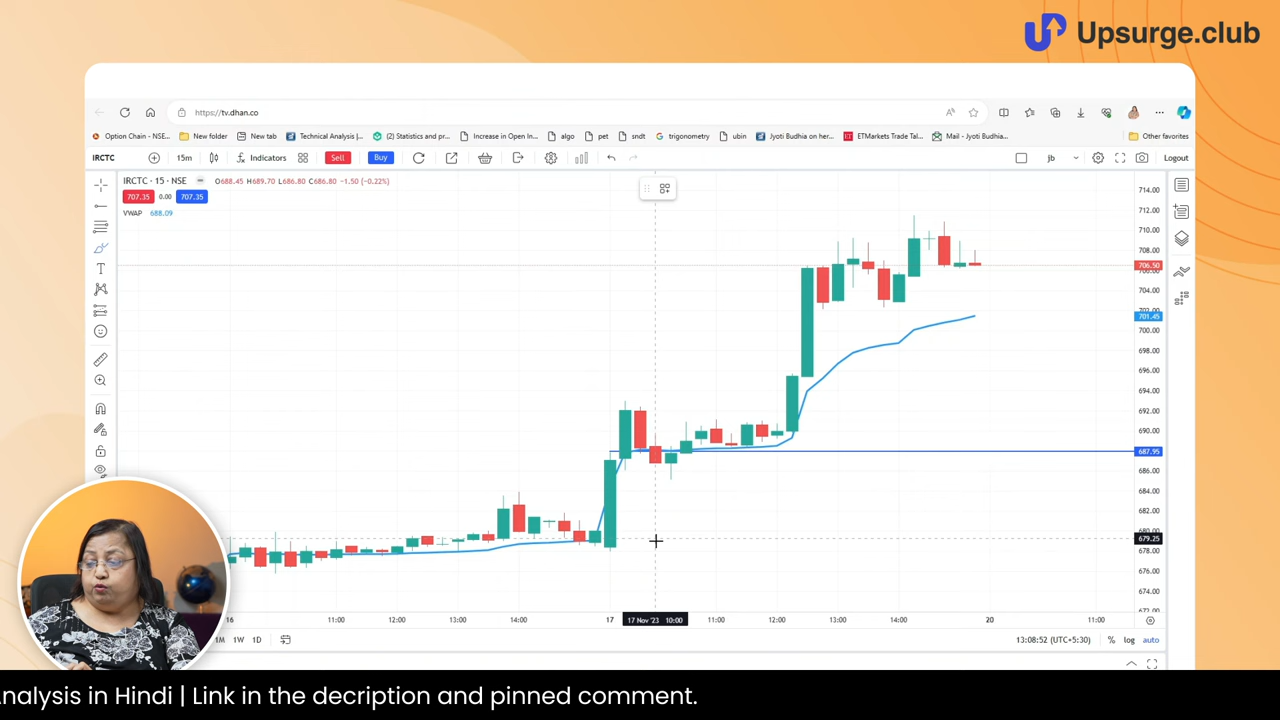 Upsurge.club
https://tv.dhan.co
Option Chain - NSE... New folder New tab Technical Analysis J... (2) Statistics and pr... Increase in Open In... algo pet sndt trigonometry ubin Jyoti Budhia on her... ETMarkets Trade Tal... Mail - Jyoti Budhia... Other favorites
IRCTC 15m Indicators Sell Buy jb Logout
IRCTC · 15 · NSE O688.45 H689.70 L686.80 C686.80 −1.50 (−0.22%)
707.35 0.00 707.35
VWAP 688.09
714.00
712.00
710.00
708.00
706.50
704.00
702.00
701.45
700.00
698.00
696.00
694.00
692.00
690.00
687.95
686.00
684.00
682.00
680.00
679.25
678.00
676.00
674.00
672.00
16 11:00 12:00 13:00 14:00 17 17 Nov '23 10:00 11:00 12:00 13:00 14:00 20 11:00
1M 1W 1D 13:08:52 (UTC+5:30) % log auto
nalysis in Hindi | Link in the decription and pinned comment.